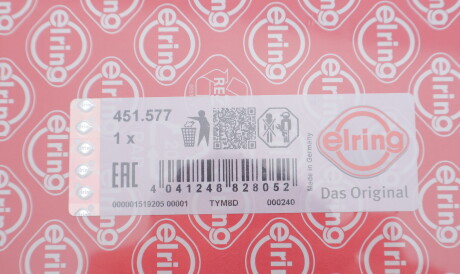 451.577
1 x
EAC
4 041248 828052
000001519205 00001
TYM8D
000240
Made in Germany
elring
Das Original